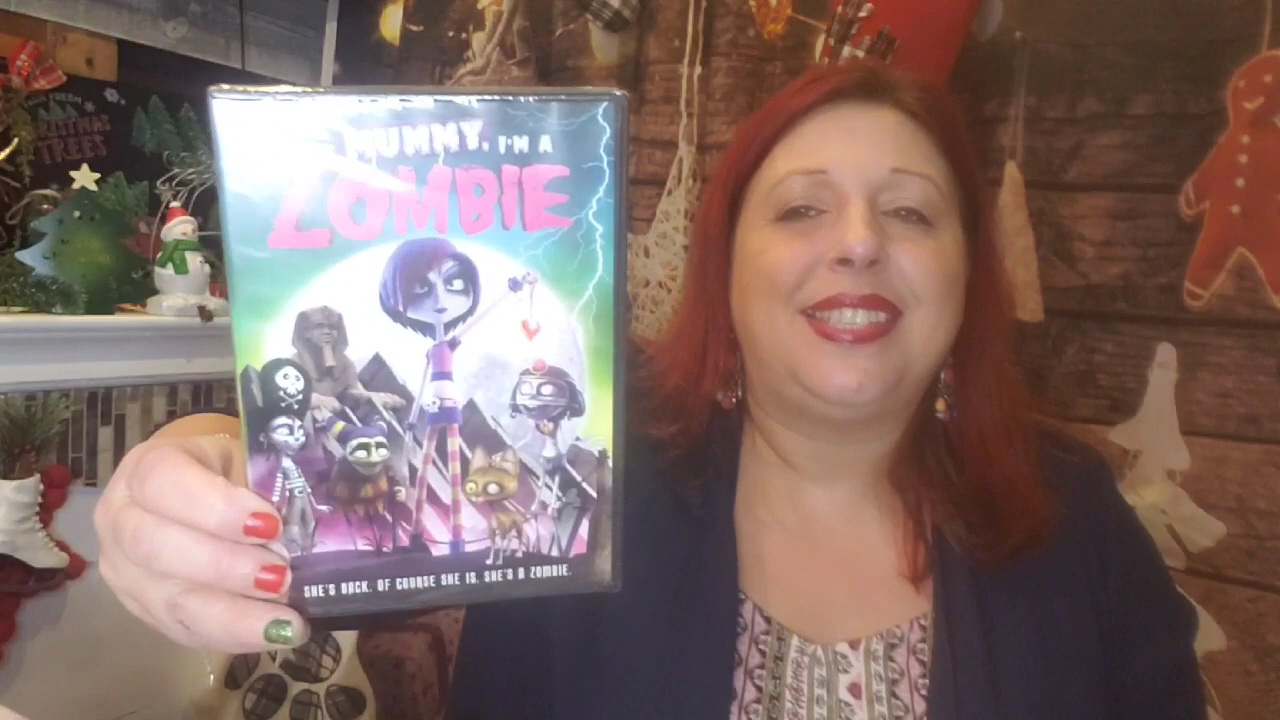 CHRISTMAS
TREES
MUMMY, I'M A
ZOMBIE
SHE'S BACK. OF COURSE SHE IS. SHE'S A ZOMBIE.